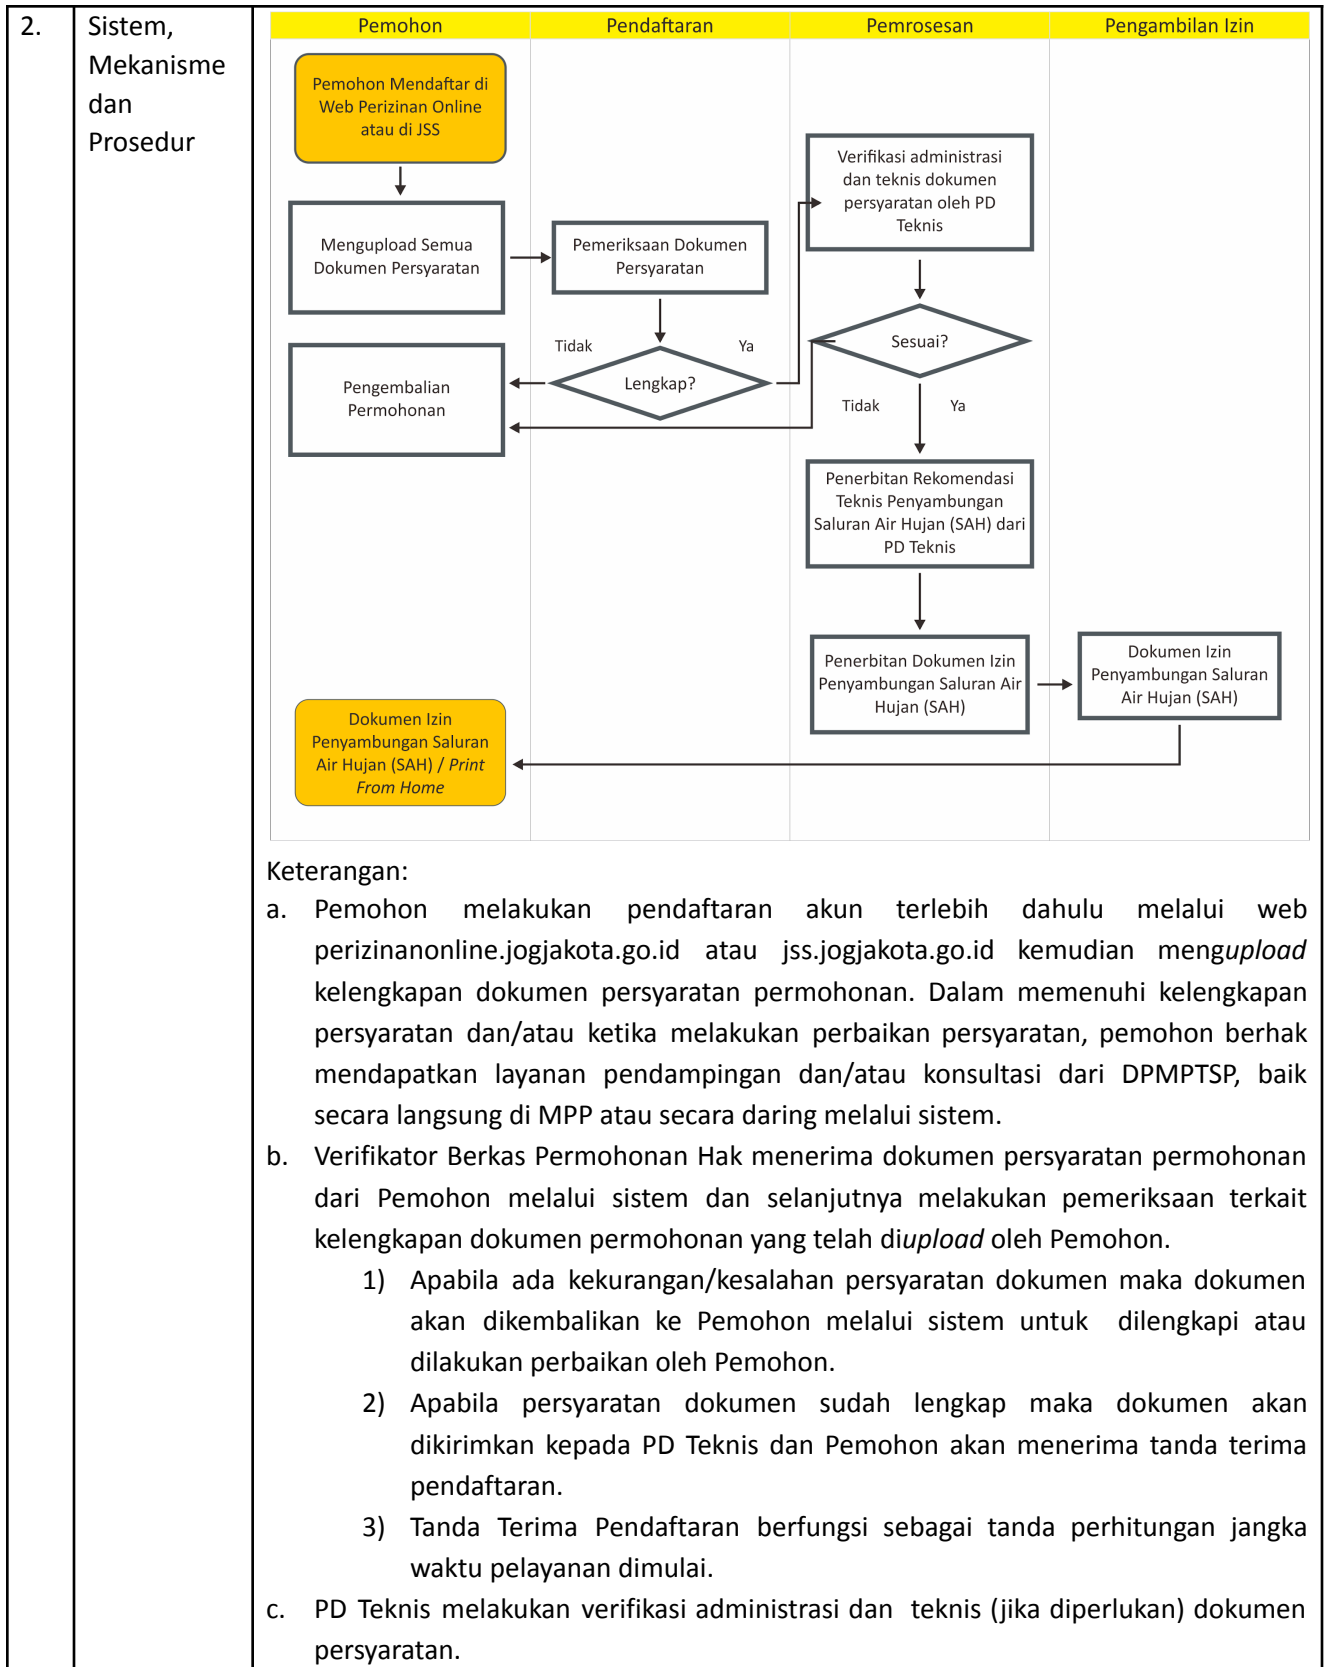 2.
Sistem,
Mekanisme
dan
Prosedur
Pemohon
Pendaftaran
Pemrosesan
Pengambilan Izin
Pemohon Mendaftar di
Web Perizinan Online
atau di JSS
Mengupload Semua
Dokumen Persyaratan
Pemeriksaan Dokumen
Persyaratan
Verifikasi administrasi
dan teknis dokumen
persyaratan oleh PD
Teknis
Tidak
Ya
Lengkap?
Sesuai?
Pengembalian
Permohonan
Tidak
Ya
Penerbitan Rekomendasi
Teknis Penyambungan
Saluran Air Hujan (SAH) dari
PD Teknis
Penerbitan Dokumen Izin
Penyambungan Saluran Air
Hujan (SAH)
Dokumen Izin
Penyambungan Saluran
Air Hujan (SAH)
Dokumen Izin
Penyambungan Saluran
Air Hujan (SAH) / Print
From Home
Keterangan:
a. Pemohon melakukan pendaftaran akun terlebih dahulu melalui web
perizinanonline.jogjakota.go.id atau jss.jogjakota.go.id kemudian mengupload
kelengkapan dokumen persyaratan permohonan. Dalam memenuhi kelengkapan
persyaratan dan/atau ketika melakukan perbaikan persyaratan, pemohon berhak
mendapatkan layanan pendampingan dan/atau konsultasi dari DPMPTSP, baik
secara langsung di MPP atau secara daring melalui sistem.
b. Verifikator Berkas Permohonan Hak menerima dokumen persyaratan permohonan
dari Pemohon melalui sistem dan selanjutnya melakukan pemeriksaan terkait
kelengkapan dokumen permohonan yang telah diupload oleh Pemohon.
1) Apabila ada kekurangan/kesalahan persyaratan dokumen maka dokumen
akan dikembalikan ke Pemohon melalui sistem untuk dilengkapi atau
dilakukan perbaikan oleh Pemohon.
2) Apabila persyaratan dokumen sudah lengkap maka dokumen akan
dikirimkan kepada PD Teknis dan Pemohon akan menerima tanda terima
pendaftaran.
3) Tanda Terima Pendaftaran berfungsi sebagai tanda perhitungan jangka
waktu pelayanan dimulai.
c. PD Teknis melakukan verifikasi administrasi dan teknis (jika diperlukan) dokumen
persyaratan.